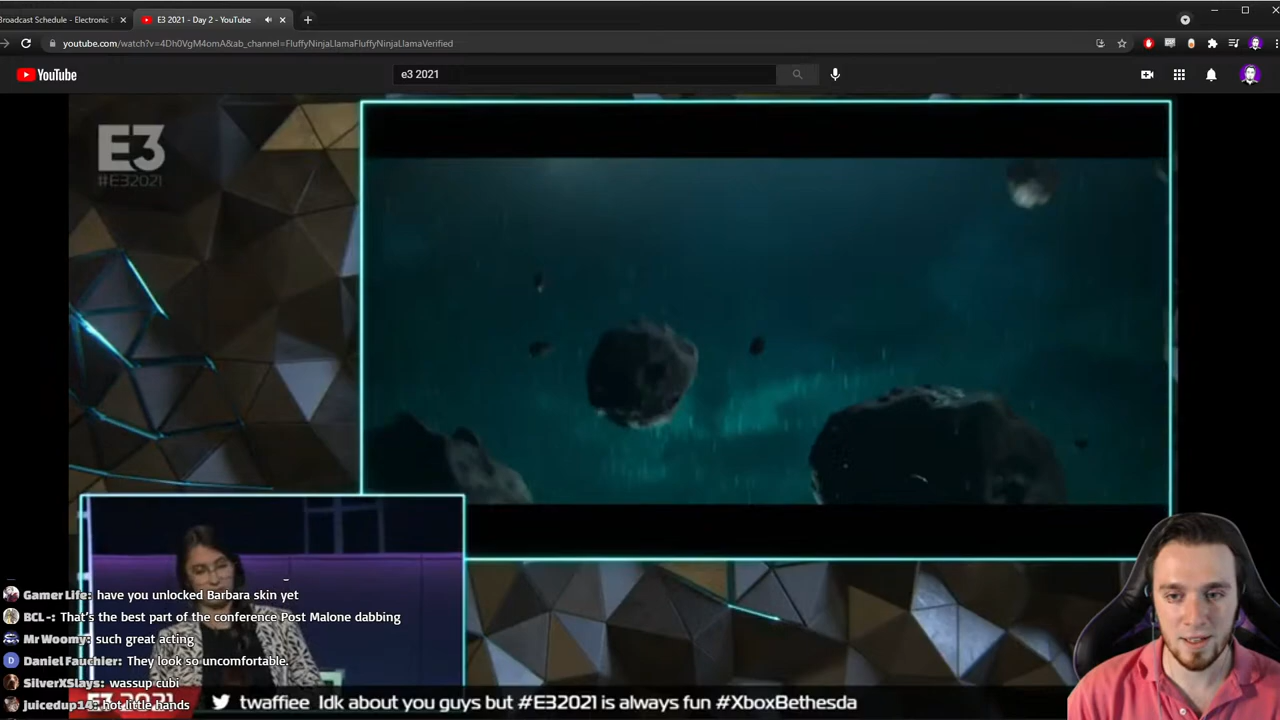 Broadcast Schedule - Electronic E
E3 2021 - Day 2 - YouTube
youtube.com/watch?v=4Dh0VgM4omA&ab_channel=FluffyNinjaLlamaFluffyNinjaLlamaVerified
YouTube
e3 2021
E3
#E32021
Gamer Life: have you unlocked Barbara skin yet
BCL -: That's the best part of the conference Post Malone dabbing
Mr Woomy: such great acting
Daniel Fauchier: They look so uncomfortable.
SilverXSlays: wassup cubi
juicedup14: hot little hands
E3 2021
twaffiee Idk about you guys but #E32021 is always fun #XboxBethesda